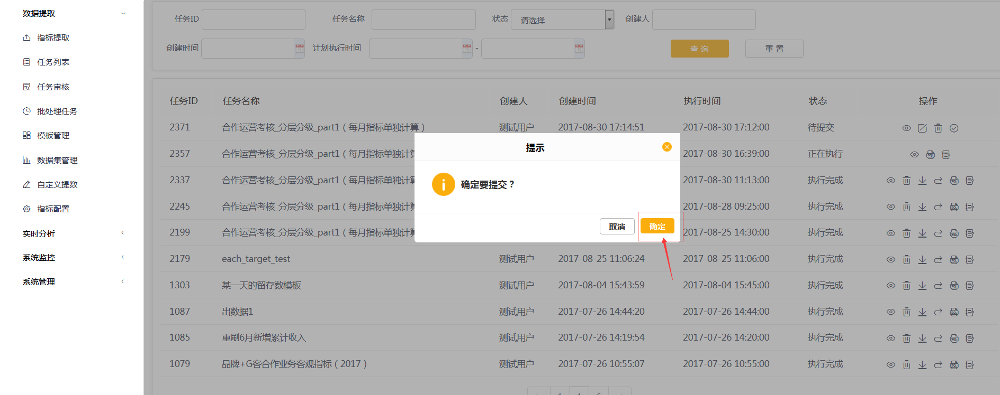 数据提取
指标提取
任务列表
任务审核
批处理任务
模板管理
数据集管理
自定义提数
指标配置
实时分析
系统监控
系统管理
任务ID 任务名称 状态 请选择 创建人
创建时间 计划执行时间 - 查 询 重 置
任务ID 任务名称 创建人 创建时间 执行时间 状态 操作
2371 合作运营考核_分层分级_part1（每月指标单独计算） 测试用户 2017-08-30 17:14:51 2017-08-30 17:12:00 待提交
2357 合作运营考核_分层分级_part1（每月指标单独计 2017-08-30 16:39:00 正在执行
2337 合作运营考核_分层分级_part1（每月指标单独计 2017-08-30 11:13:00 执行完成
2245 合作运营考核_分层分级_part1（每月指标单独计 2017-08-28 09:25:00 执行完成
2199 合作运营考核_分层分级_part1（每月指标单独计 2017-08-25 14:30:00 执行完成
2179 each_target_test 测试用户 2017-08-25 11:06:24 2017-08-25 11:06:00 执行完成
1303 某一天的留存数模板 测试用户 2017-08-04 15:43:59 2017-08-04 15:45:00 执行完成
1087 出数据1 测试用户 2017-07-26 14:44:20 2017-07-26 14:44:00 执行完成
1085 重刷6月新增累计收入 测试用户 2017-07-26 14:19:54 2017-07-26 14:20:00 执行完成
1079 品牌+G客合作业务客观指标（2017） 测试用户 2017-07-26 10:55:07 2017-07-26 10:55:00 执行完成
提示
确定要提交？
取消 确定